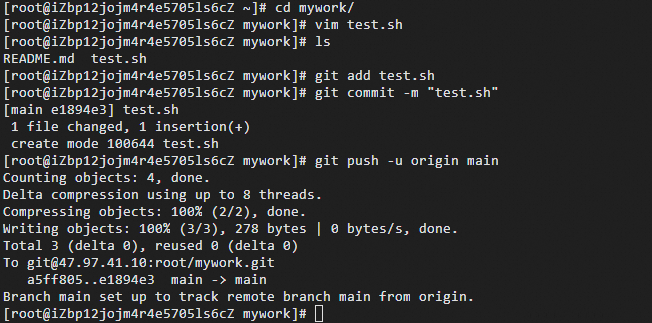 [root@iZbp12jojm4r4e5705ls6cZ ~]# cd mywork/
[root@iZbp12jojm4r4e5705ls6cZ mywork]# vim test.sh
[root@iZbp12jojm4r4e5705ls6cZ mywork]# ls
README.md  test.sh
[root@iZbp12jojm4r4e5705ls6cZ mywork]# git add test.sh
[root@iZbp12jojm4r4e5705ls6cZ mywork]# git commit -m "test.sh"
[main e1894e3] test.sh
 1 file changed, 1 insertion(+)
 create mode 100644 test.sh
[root@iZbp12jojm4r4e5705ls6cZ mywork]# git push -u origin main
Counting objects: 4, done.
Delta compression using up to 8 threads.
Compressing objects: 100% (2/2), done.
Writing objects: 100% (3/3), 278 bytes | 0 bytes/s, done.
Total 3 (delta 0), reused 0 (delta 0)
To git@47.97.41.10:root/mywork.git
   a5ff805..e1894e3  main -> main
Branch main set up to track remote branch main from origin.
[root@iZbp12jojm4r4e5705ls6cZ mywork]#